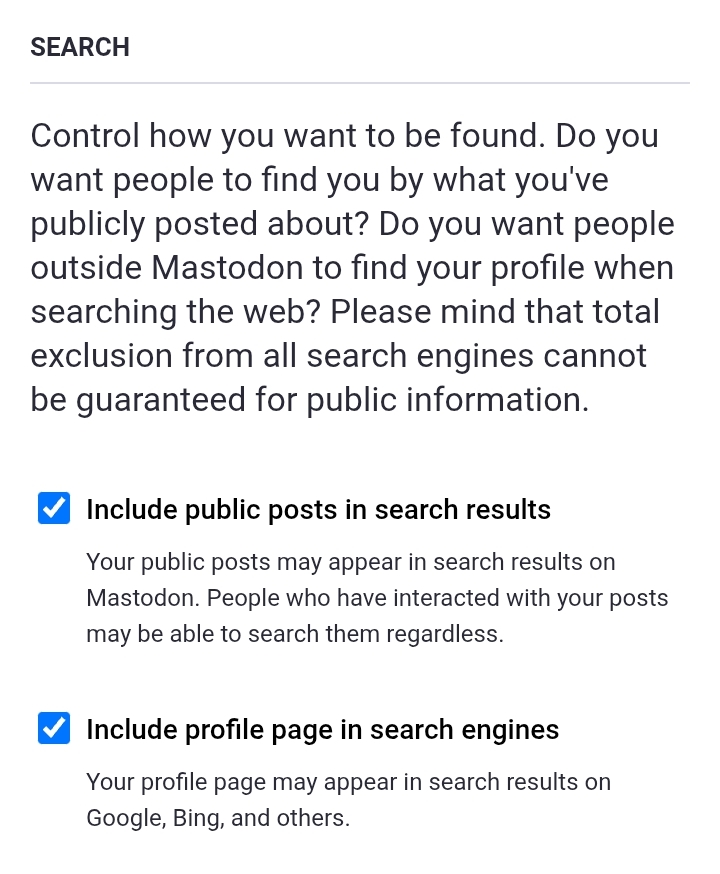 SEARCH
Control how you want to be found. Do you
want people to find you by what you've
publicly posted about? Do you want people
outside Mastodon to find your profile when
searching the web? Please mind that total
exclusion from all search engines cannot
be guaranteed for public information.
Include public posts in search results
Your public posts may appear in search results on
Mastodon. People who have interacted with your posts
may be able to search them regardless.
Include profile page in search engines
Your profile page may appear in search results on
Google, Bing, and others.